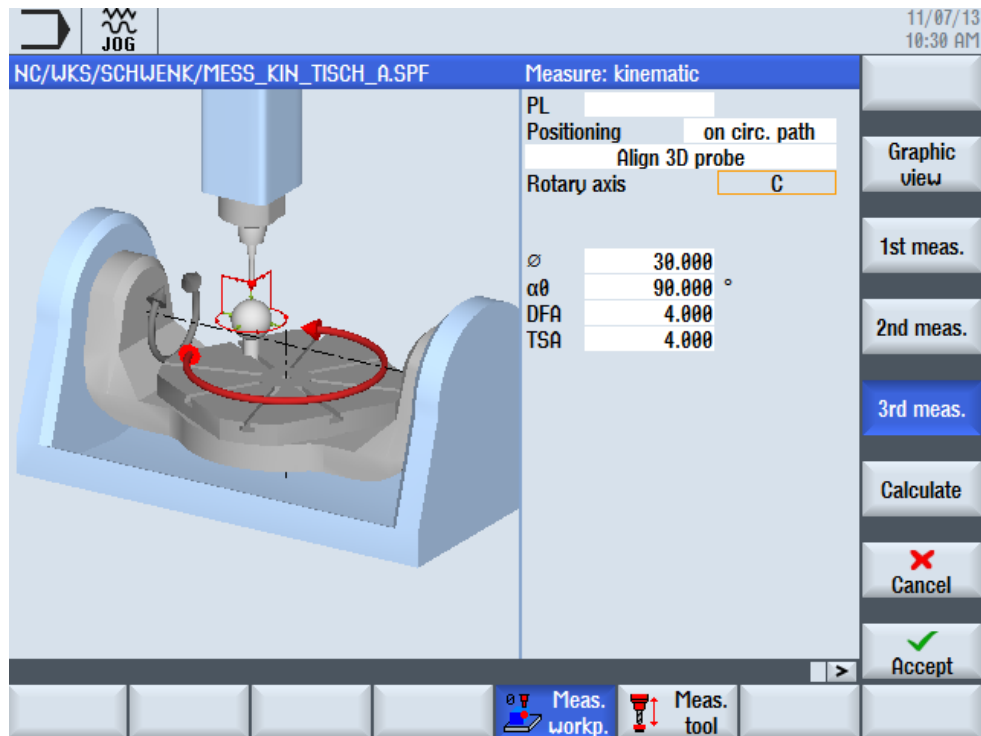 JOG
11/07/13
10:30 AM
NC/WKS/SCHWENK/MESS_KIN_TISCH_A.SPF
Measure: kinematic
PL
Positioning on circ. path
Align 3D probe
Rotary axis C
∅ 30.000
α0 90.000 °
DFA 4.000
TSA 4.000
Graphic
view
1st meas.
2nd meas.
3rd meas.
Calculate
Cancel
Accept
>
0 Meas.
workp.
Meas.
tool